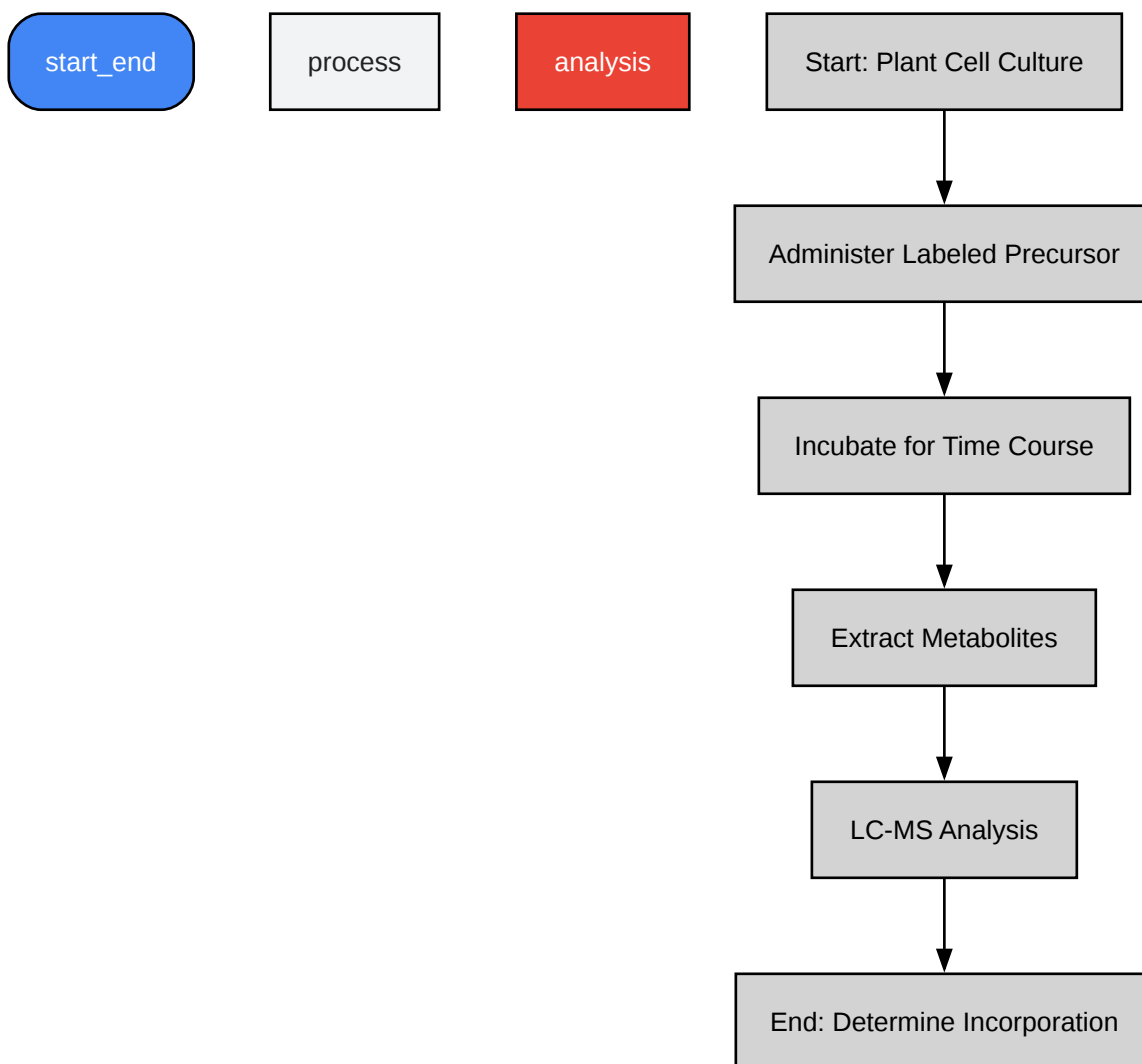 start_end
process
analysis
Start: Plant Cell Culture
Administer Labeled Precursor
Incubate for Time Course
Extract Metabolites
LC-MS Analysis
End: Determine Incorporation